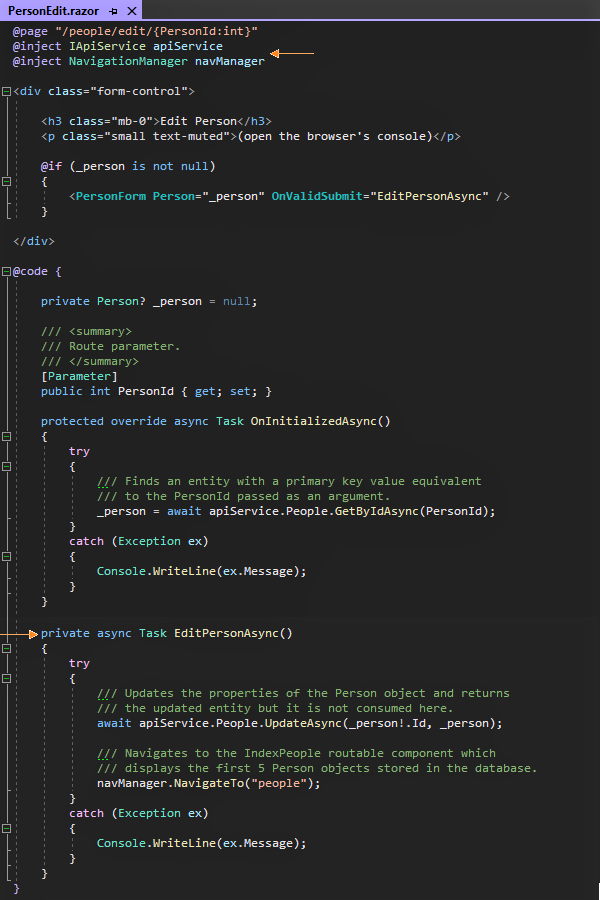 PersonEdit.razor
@page "/people/edit/{PersonId:int}"
@inject IApiService apiService
@inject NavigationManager navManager
<div class="form-control">
<h3 class="mb-0">Edit Person</h3>
<p class="small text-muted">(open the browser's console)</p>
@if (_person is not null)
{
<PersonForm Person="_person" OnValidSubmit="EditPersonAsync" />
}
</div>
@code {
private Person? _person = null;
/// <summary>
/// Route parameter.
/// </summary>
[Parameter]
public int PersonId { get; set; }
protected override async Task OnInitializedAsync()
{
try
{
/// Finds an entity with a primary key value equivalent
/// to the PersonId passed as an argument.
_person = await apiService.People.GetByIdAsync(PersonId);
}
catch (Exception ex)
{
Console.WriteLine(ex.Message);
}
}
private async Task EditPersonAsync()
{
try
{
/// Updates the properties of the Person object and returns
/// the updated entity but it is not consumed here.
await apiService.People.UpdateAsync(_person!.Id, _person);
/// Navigates to the IndexPeople routable component which
/// displays the first 5 Person objects stored in the database.
navManager.NavigateTo("people");
}
catch (Exception ex)
{
Console.WriteLine(ex.Message);
}
}
}